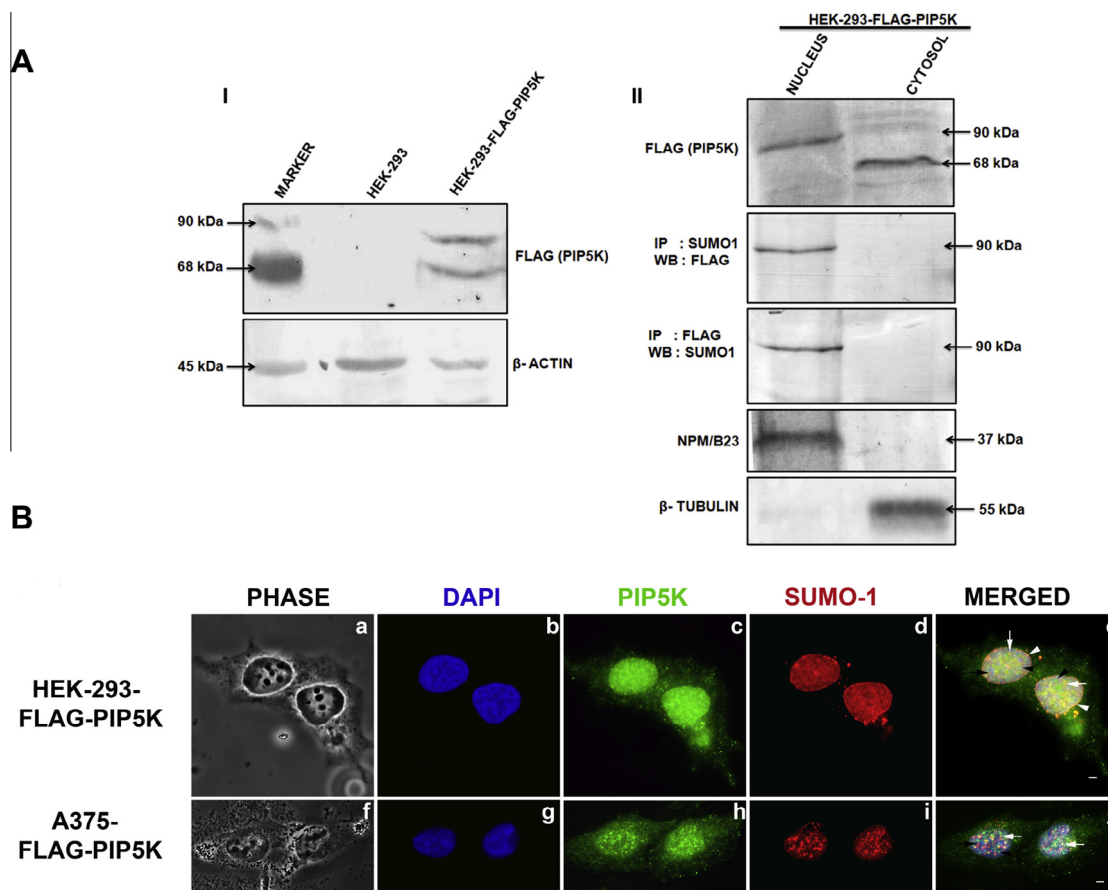 A
I
MARKER
HEK-293
HEK-293-FLAG-PIP5K
90 kDa
68 kDa
FLAG (PIP5K)
45 kDa
β- ACTIN
II
HEK-293-FLAG-PIP5K
NUCLEUS
CYTOSOL
FLAG (PIP5K)
90 kDa
68 kDa
IP : SUMO1
WB : FLAG
90 kDa
IP : FLAG
WB : SUMO1
90 kDa
NPM/B23
37 kDa
β- TUBULIN
55 kDa
B
PHASE
DAPI
PIP5K
SUMO-1
MERGED
HEK-293-
FLAG-PIP5K
a
b
c
d
A375-
FLAG-PIP5K
f
g
h
i